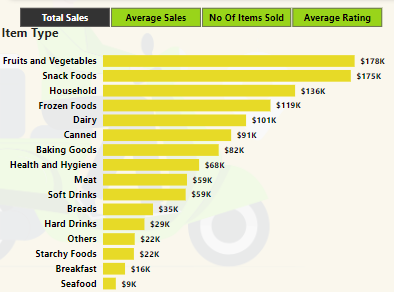 Total Sales Average Sales No Of Items Sold Average Rating
Item Type
Fruits and Vegetables $178K
Snack Foods $175K
Household $136K
Frozen Foods $119K
Dairy $101K
Canned $91K
Baking Goods $82K
Health and Hygiene $68K
Meat $59K
Soft Drinks $59K
Breads $35K
Hard Drinks $29K
Others $22K
Starchy Foods $22K
Breakfast $16K
Seafood $9K